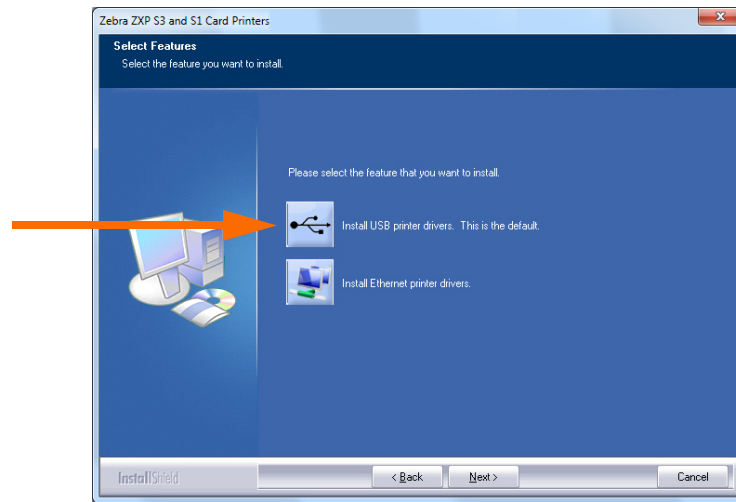 Zebra ZXP S3 and S1 Card Printers
Select Features
Select the feature you want to install.
Please select the feature that you want to install.
Install USB printer drivers. This is the default.
Install Ethernet printer drivers.
InstallShield
< Back
Next >
Cancel